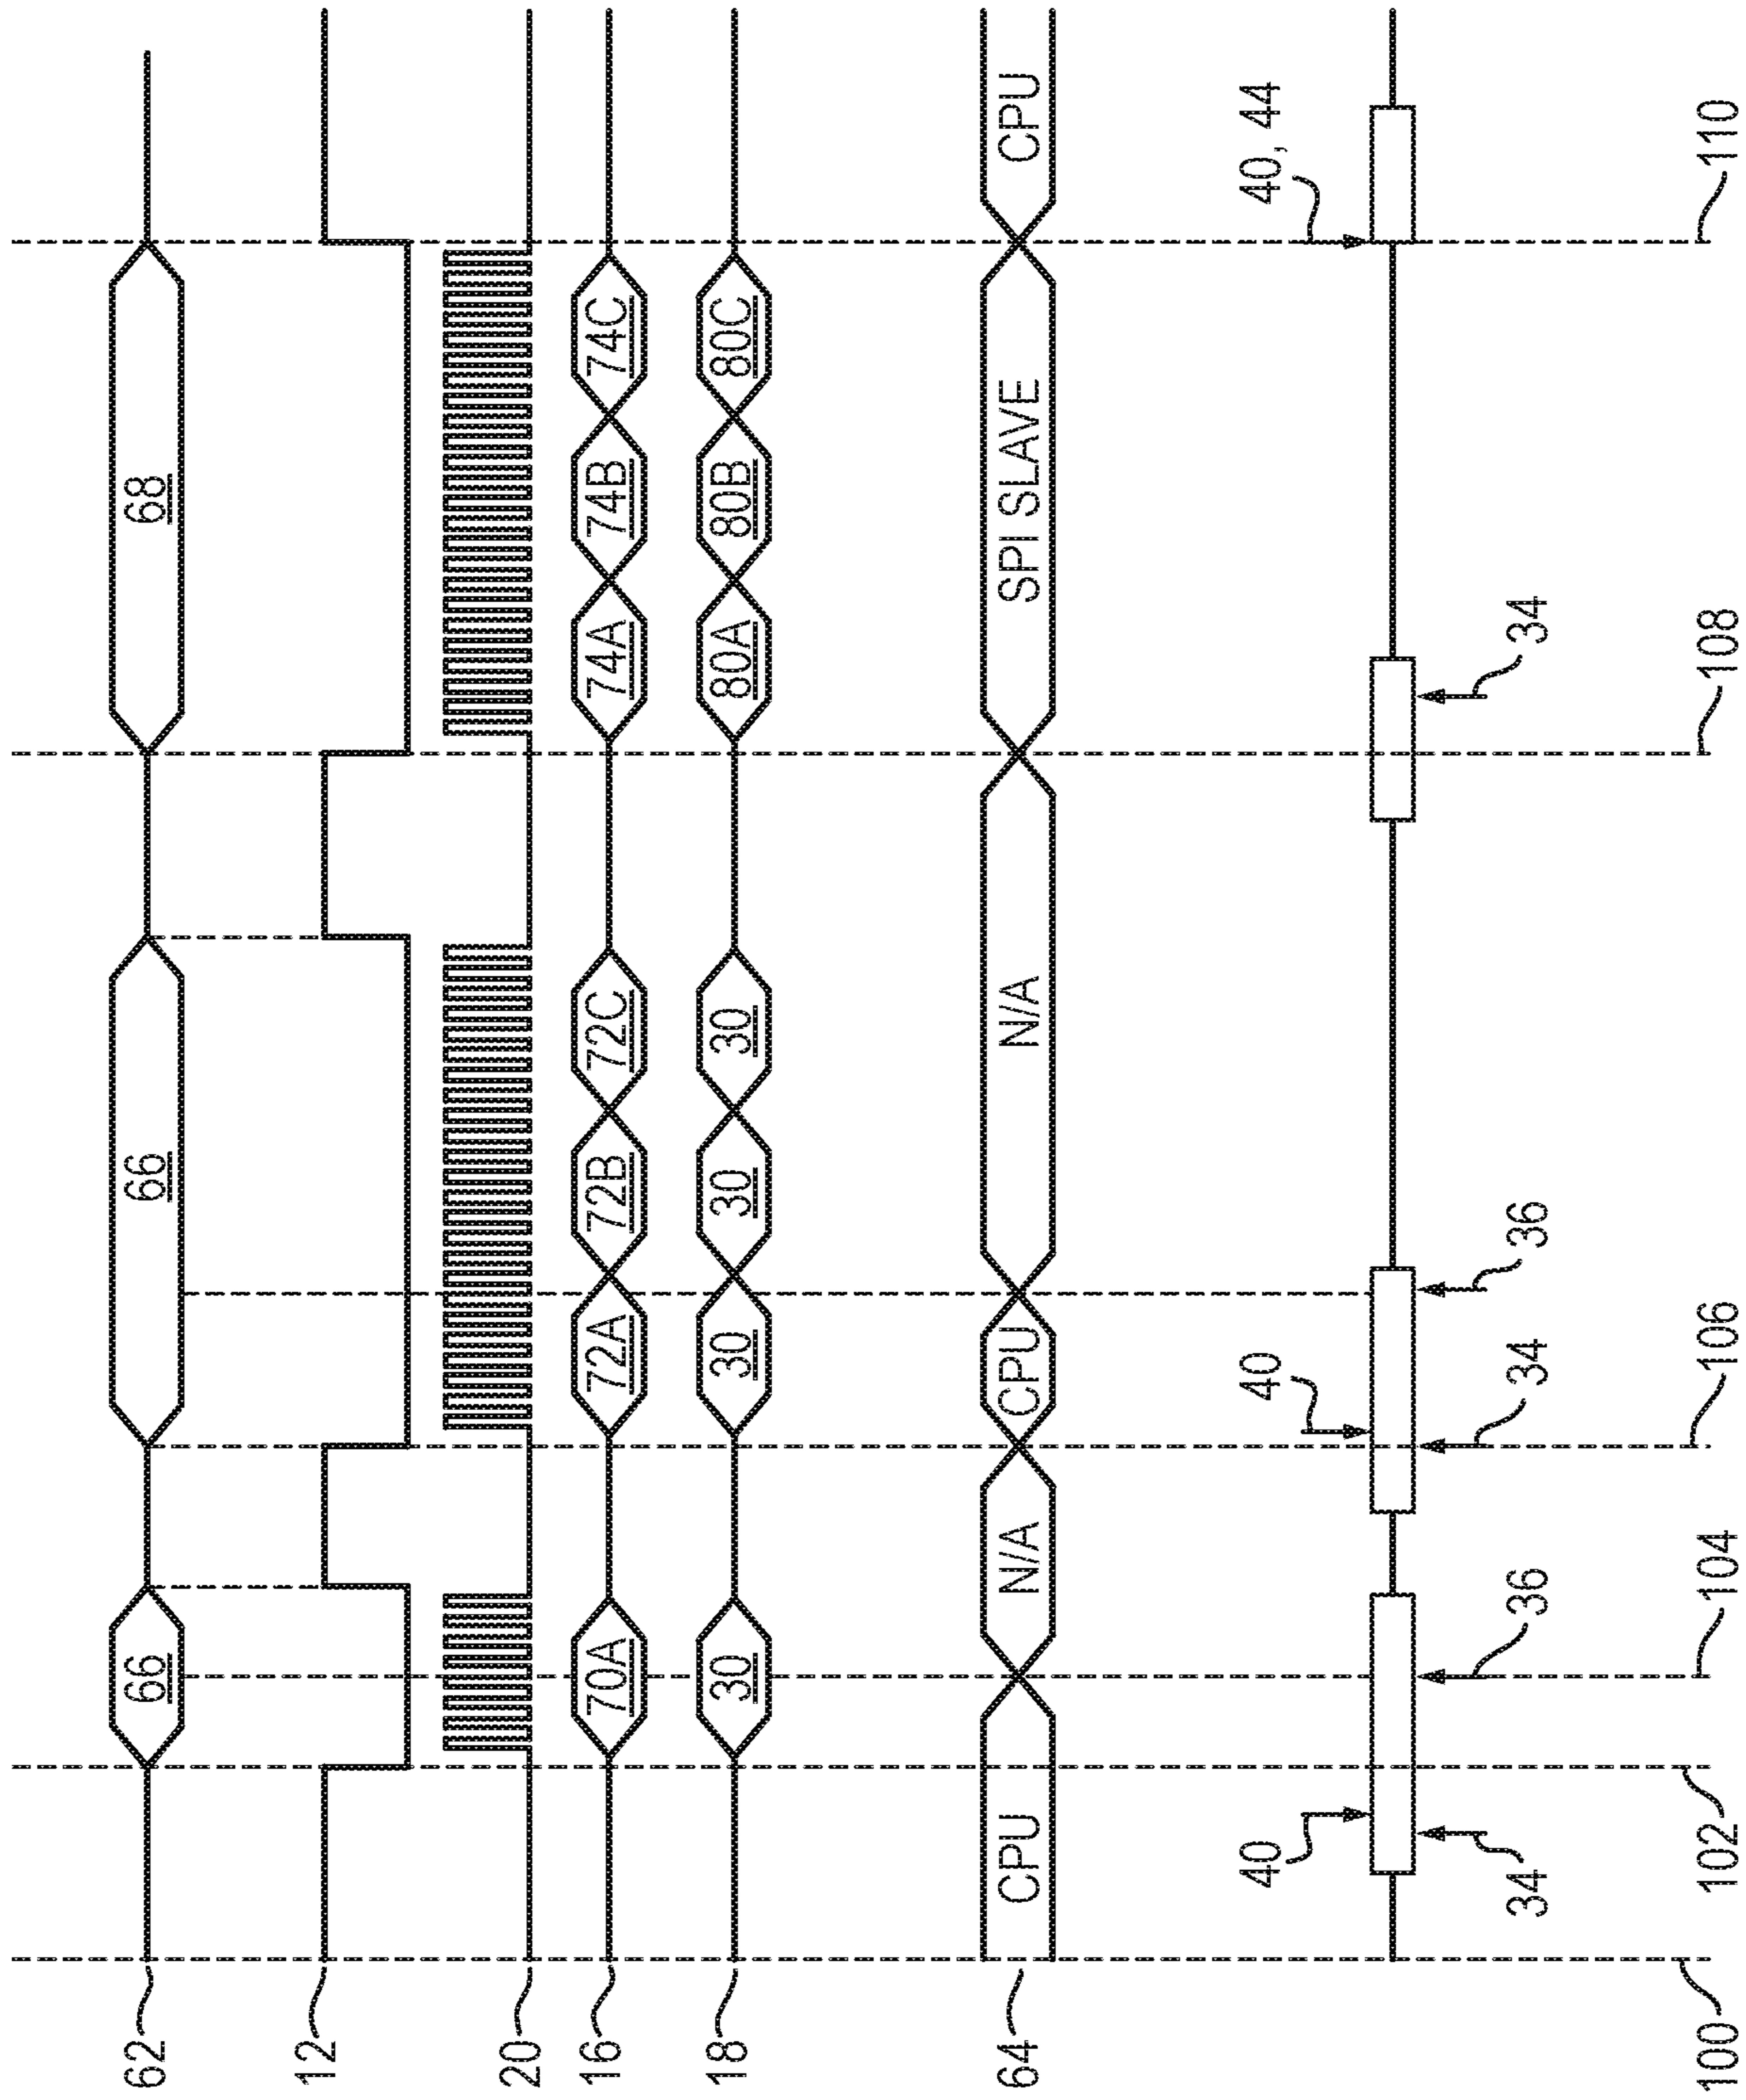 62 66 66 68
12
20
16 70A 72A 72B 72C 74A 74B 74C
18 30 30 30 30 80A 80B 80C
64 CPU N/A CPU N/A SPI SLAVE CPU
40 40 40, 44
34 36 34 36 34
100 102 104 106 108 110